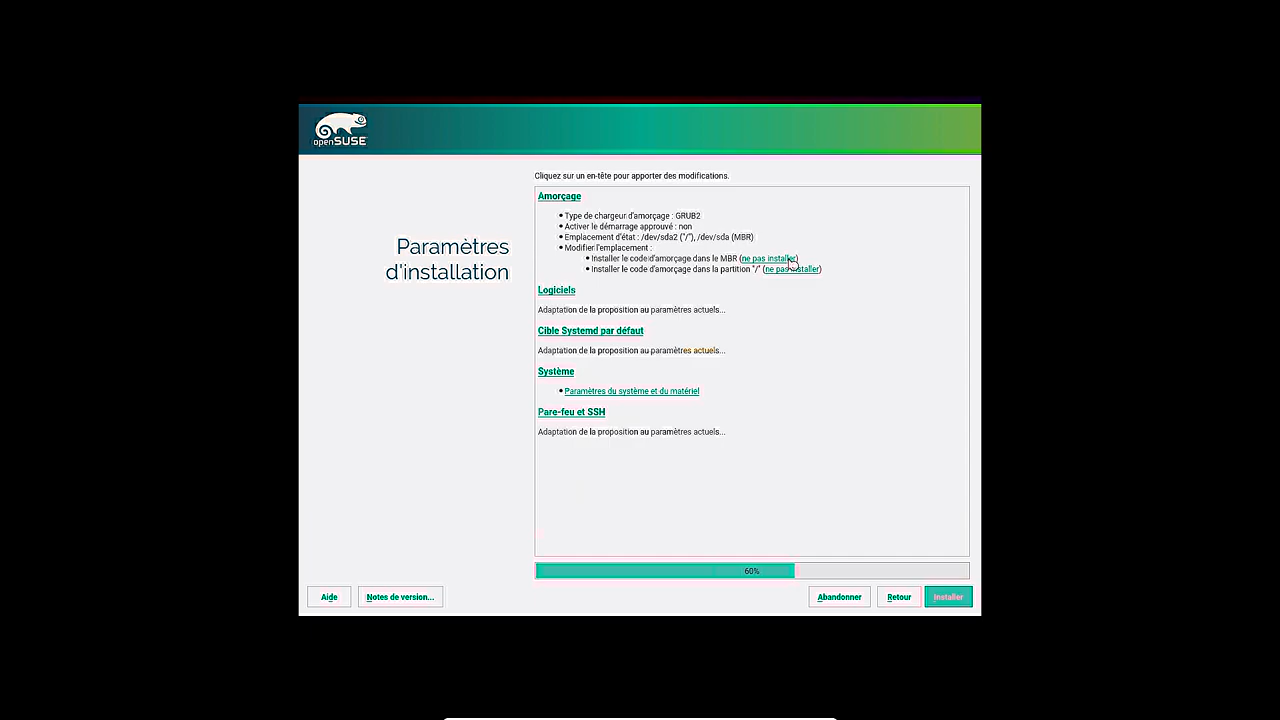 openSUSE
Cliquez sur un en-tête pour apporter des modifications.
Paramètres
d'installation
Amorçage
• Type de chargeur d'amorçage : GRUB2
• Activer le démarrage approuvé : non
• Emplacement d'état : /dev/sda2 ("/"), /dev/sda (MBR)
• Modifier l'emplacement :
• Installer le code d'amorçage dans le MBR (ne pas installer)
• Installer le code d'amorçage dans la partition "/" (ne pas installer)
Logiciels
Adaptation de la proposition au paramètres actuels...
Cible Systemd par défaut
Adaptation de la proposition au paramètres actuels...
Système
• Paramètres du système et du matériel
Pare-feu et SSH
Adaptation de la proposition au paramètres actuels...
60%
Aide
Notes de version...
Abandonner
Retour
Installer